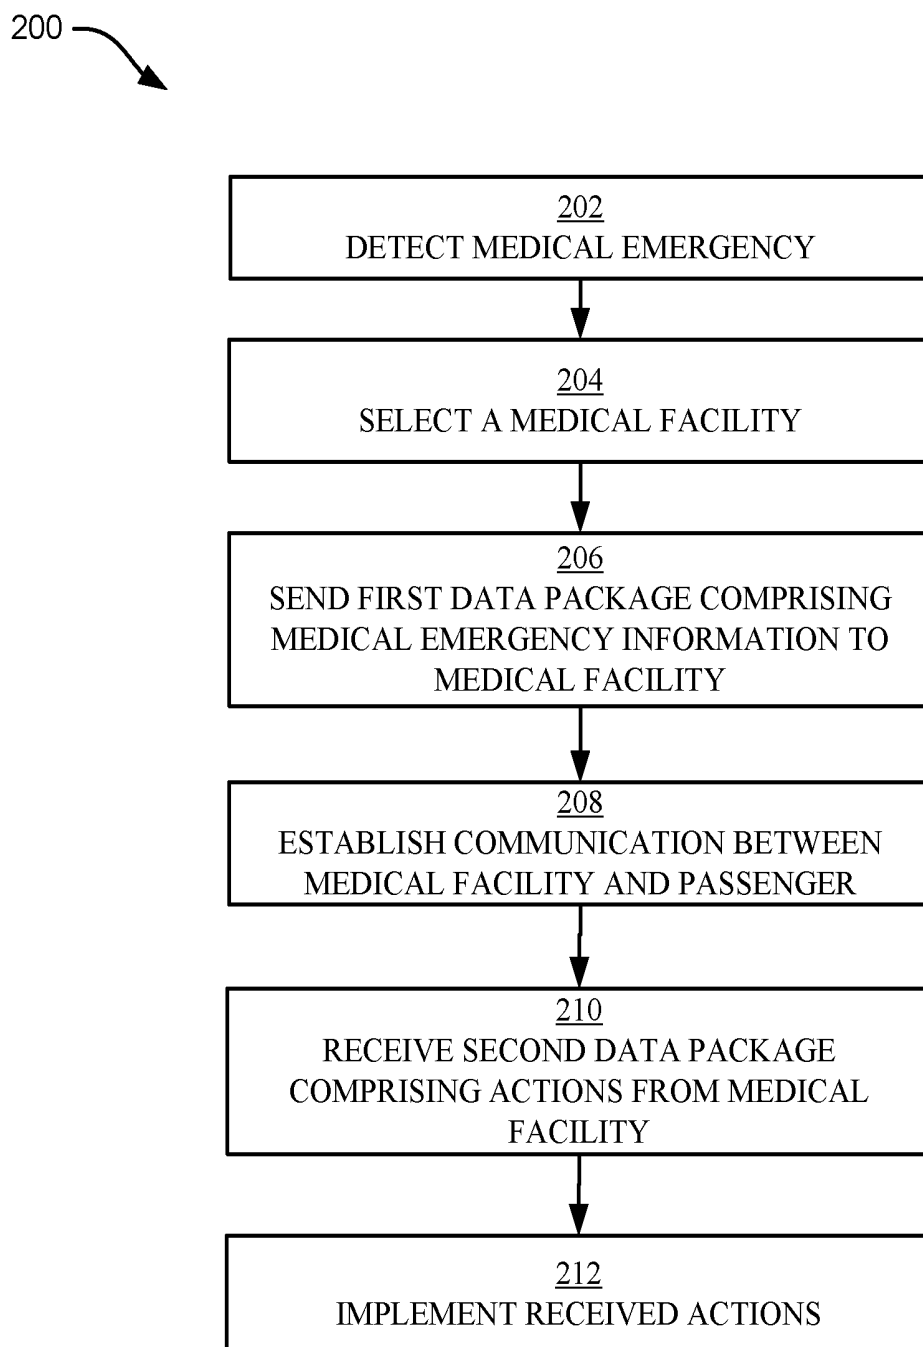 200
202
DETECT MEDICAL EMERGENCY
204
SELECT A MEDICAL FACILITY
206
SEND FIRST DATA PACKAGE COMPRISING
MEDICAL EMERGENCY INFORMATION TO
MEDICAL FACILITY
208
ESTABLISH COMMUNICATION BETWEEN
MEDICAL FACILITY AND PASSENGER
210
RECEIVE SECOND DATA PACKAGE
COMPRISING ACTIONS FROM MEDICAL
FACILITY
212
IMPLEMENT RECEIVED ACTIONS